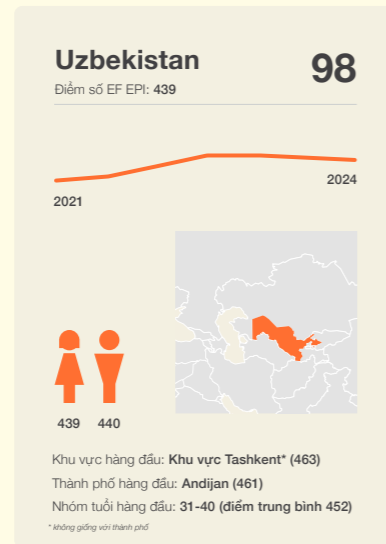 Uzbekistan
98
Điểm số EF EPI: 439
2024
2021
439 440
Khu vực hàng đầu: Khu vực Tashkent* (463)
Thành phố hàng đầu: Andijan (461)
Nhóm tuổi hàng đầu: 31-40 (điểm trung bình 452)
* không giống với thành phố